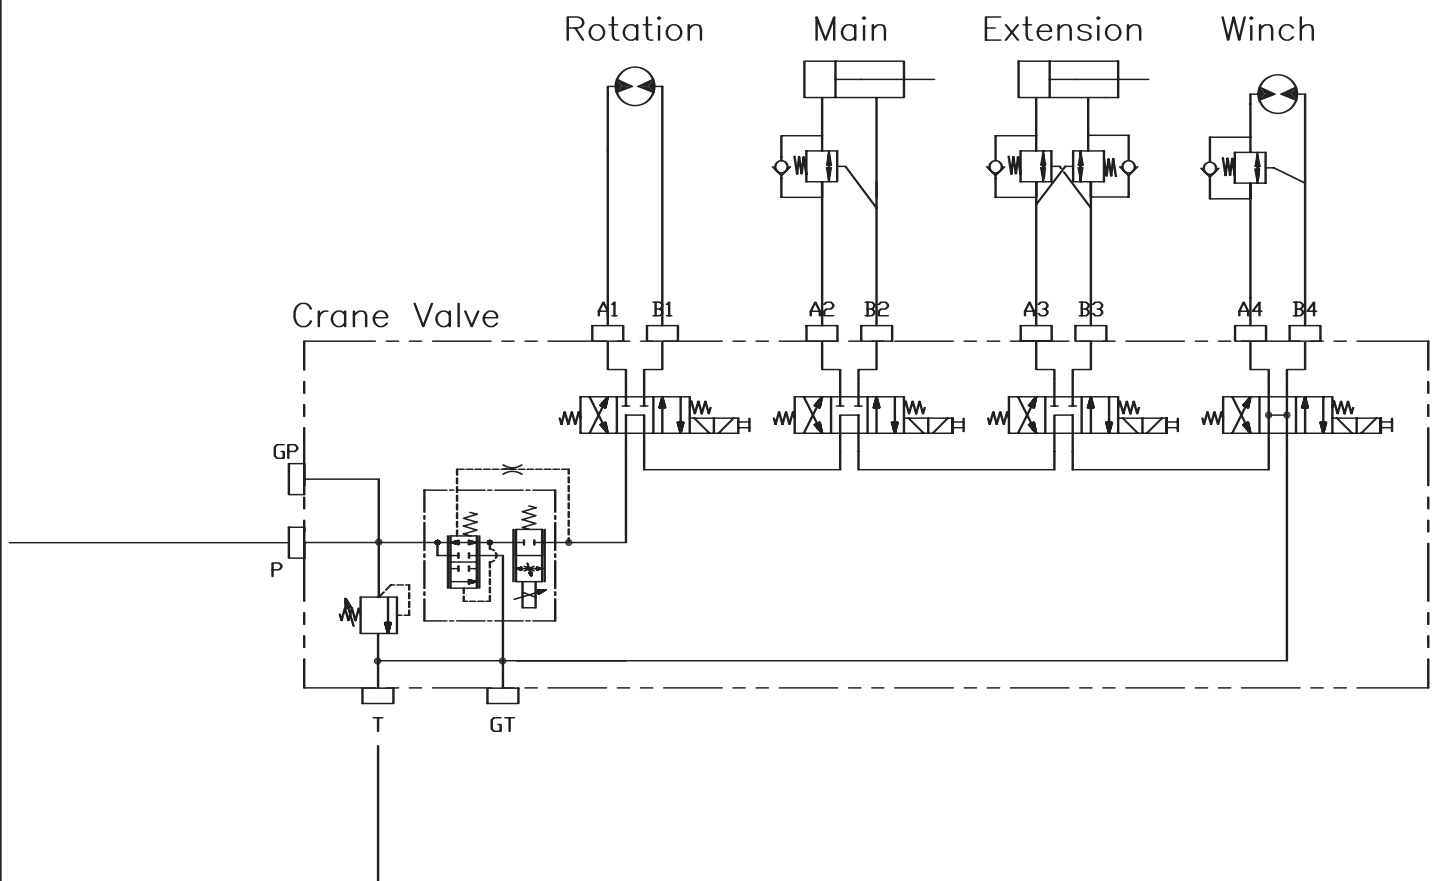 Rotation Main Extension Winch
Crane Valve
A1 B1 A2 B2 A3 B3 A4 B4
GP
P
T GT